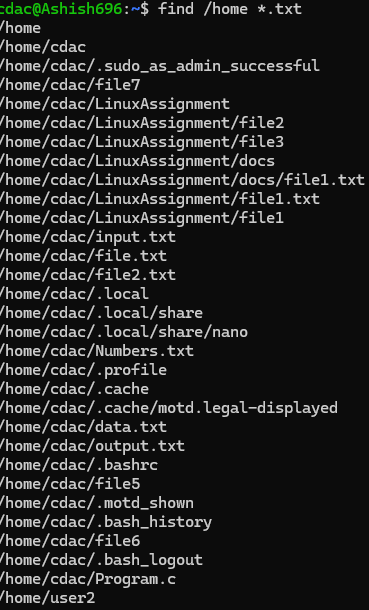 cdac@Ashish696:~$ find /home *.txt
/home
/home/cdac
/home/cdac/.sudo_as_admin_successful
/home/cdac/file7
/home/cdac/LinuxAssignment
/home/cdac/LinuxAssignment/file2
/home/cdac/LinuxAssignment/file3
/home/cdac/LinuxAssignment/docs
/home/cdac/LinuxAssignment/docs/file1.txt
/home/cdac/LinuxAssignment/file1.txt
/home/cdac/LinuxAssignment/file1
/home/cdac/input.txt
/home/cdac/file.txt
/home/cdac/file2.txt
/home/cdac/.local
/home/cdac/.local/share
/home/cdac/.local/share/nano
/home/cdac/Numbers.txt
/home/cdac/.profile
/home/cdac/.cache
/home/cdac/.cache/motd.legal-displayed
/home/cdac/data.txt
/home/cdac/output.txt
/home/cdac/.bashrc
/home/cdac/file5
/home/cdac/.motd_shown
/home/cdac/.bash_history
/home/cdac/file6
/home/cdac/.bash_logout
/home/cdac/Program.c
/home/user2